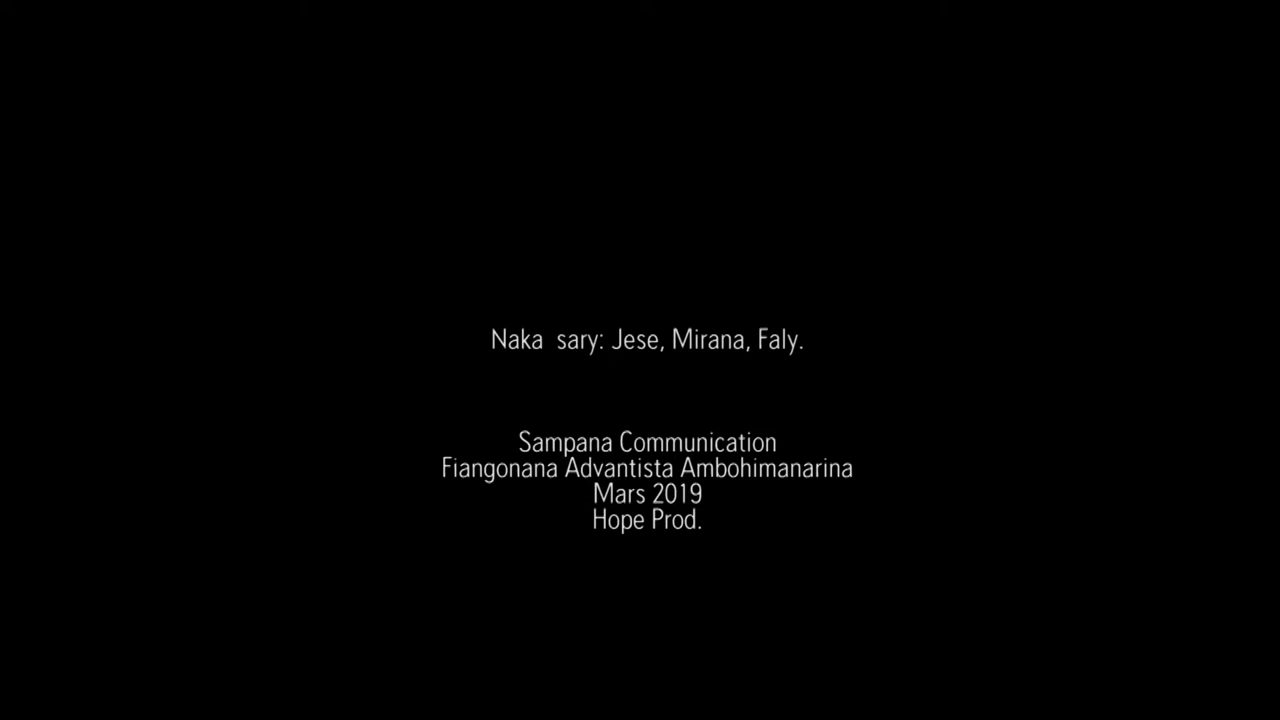 Naka sary: Jese, Mirana, Faly.
Sampana Communication
Fiangonana Advantista Ambohimanarina
Mars 2019
Hope Prod.